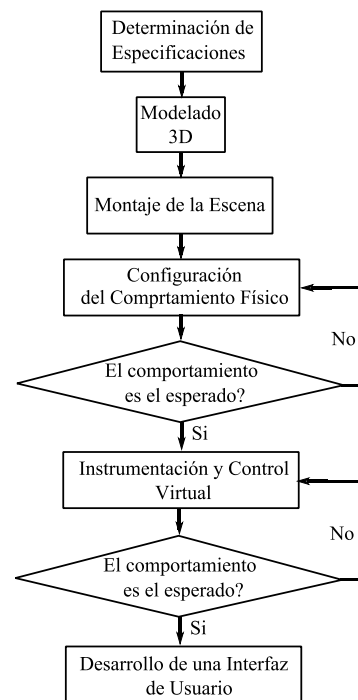 Determinación de
Especificaciones
Modelado
3D
Montaje de la Escena
Configuración
del Comprtamiento Físico
No
El comportamiento
es el esperado?
Si
Instrumentación y Control
Virtual
No
El comportamiento
es el esperado?
Si
Desarrollo de una Interfaz
de Usuario